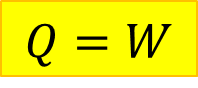 Q = W